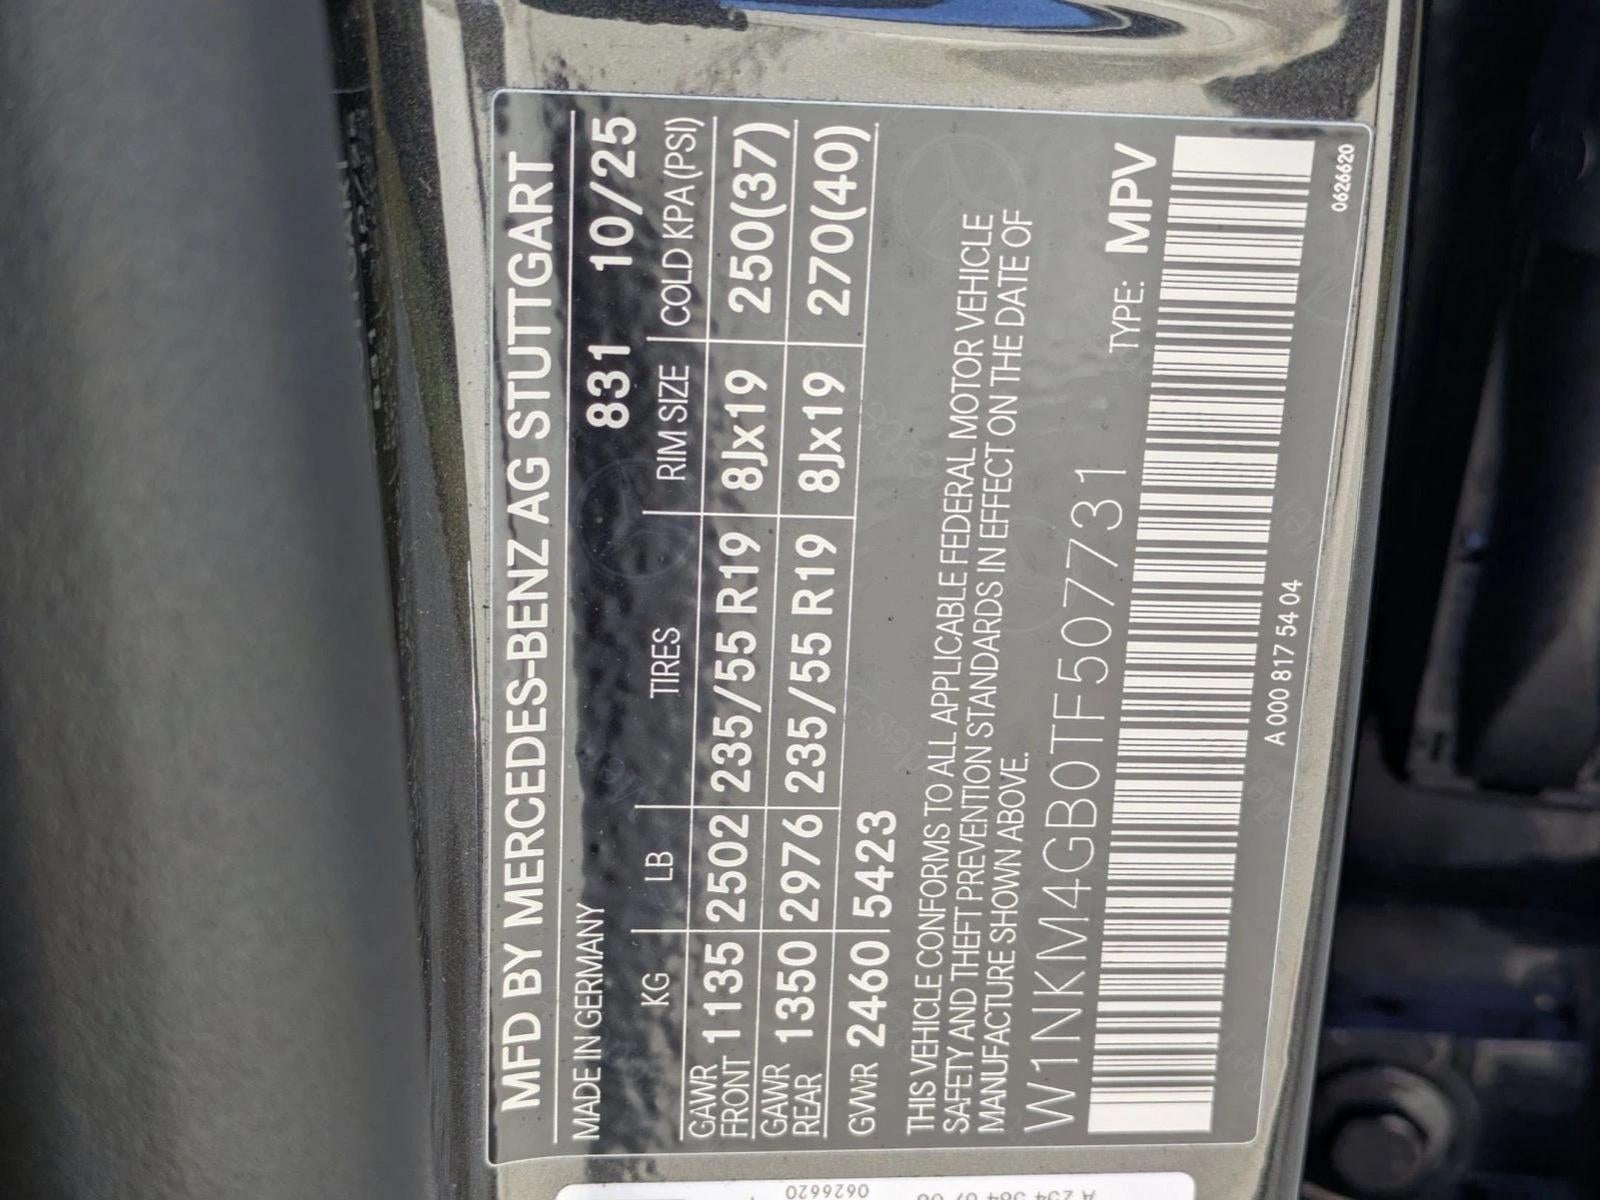 MFD BY MERCEDES-BENZ AG STUTTGART
MADE IN GERMANY 831 10/25
KG LB TIRES RIM SIZE COLD KPA (PSI)
GAWR FRONT 1135 2502 235/55 R19 8Jx19 250(37)
GAWR REAR 1350 2976 235/55 R19 8Jx19 270(40)
GVWR 2460 5423
THIS VEHICLE CONFORMS TO ALL APPLICABLE FEDERAL MOTOR VEHICLE
SAFETY AND THEFT PREVENTION STANDARDS IN EFFECT ON THE DATE OF
MANUFACTURE SHOWN ABOVE.
W1NKM4GB0TF507731 TYPE: MPV
A 000 817 54 04 0626620
0626620